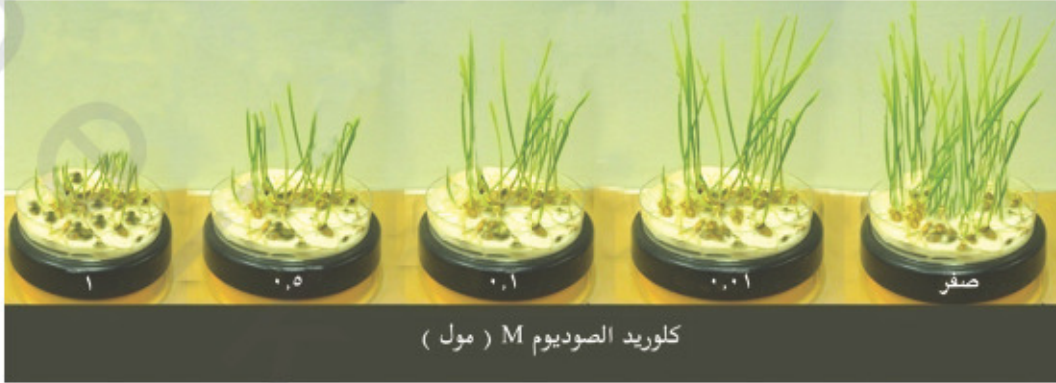 صفر ٠,٠١ ٠,١ ٠,٥ ١
كلوريد الصوديوم M ( مول )